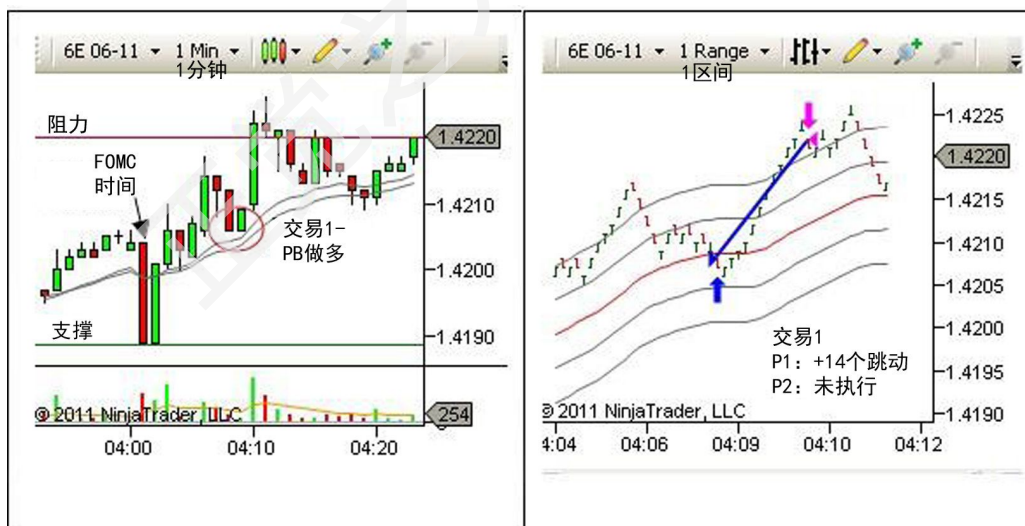 6E 06-11
1 Min
1分钟
阻力
FOMC
时间
交易1-
PB做多
支撑
1.4220
1.4210
1.4200
1.4190
254
© 2011 NinjaTrader, LLC
04:00
04:10
04:20
6E 06-11
1 Range
1区间
1.4225
1.4220
1.4215
1.4210
1.4205
1.4200
1.4195
1.4190
交易1
P1：+14个跳动
P2：未执行
© 2011 NinjaTrader, LLC
4:04
04:06
04:09
04:10
04:12